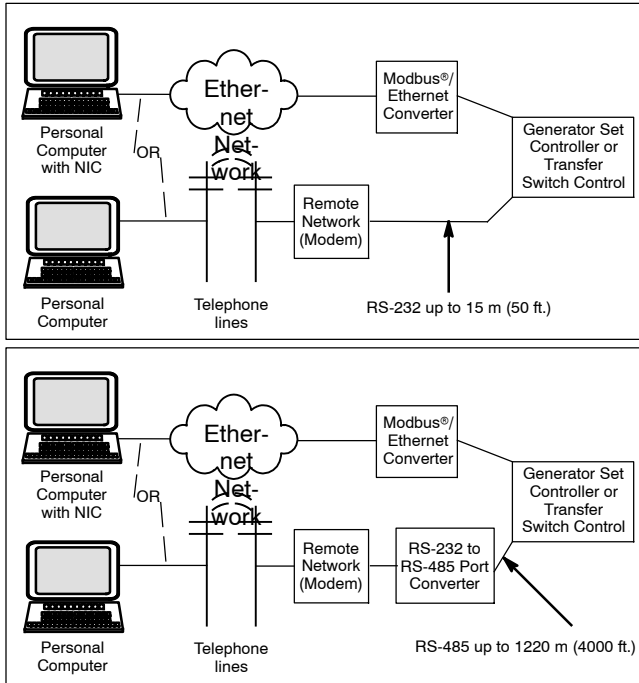 Ether-
net
Net-
work
Modbus®/
Ethernet
Converter
Personal
Computer
with NIC
OR
Generator Set
Controller or
Transfer
Switch Control
Remote
Network
(Modem)
Personal
Computer
Telephone
lines
RS-232 up to 15 m (50 ft.)
Ether-
net
Net-
work
Modbus®/
Ethernet
Converter
Personal
Computer
with NIC
OR
Generator Set
Controller or
Transfer
Switch Control
Remote
Network
(Modem)
RS-232 to
RS-485 Port
Converter
Personal
Computer
Telephone
lines
RS-485 up to 1220 m (4000 ft.)